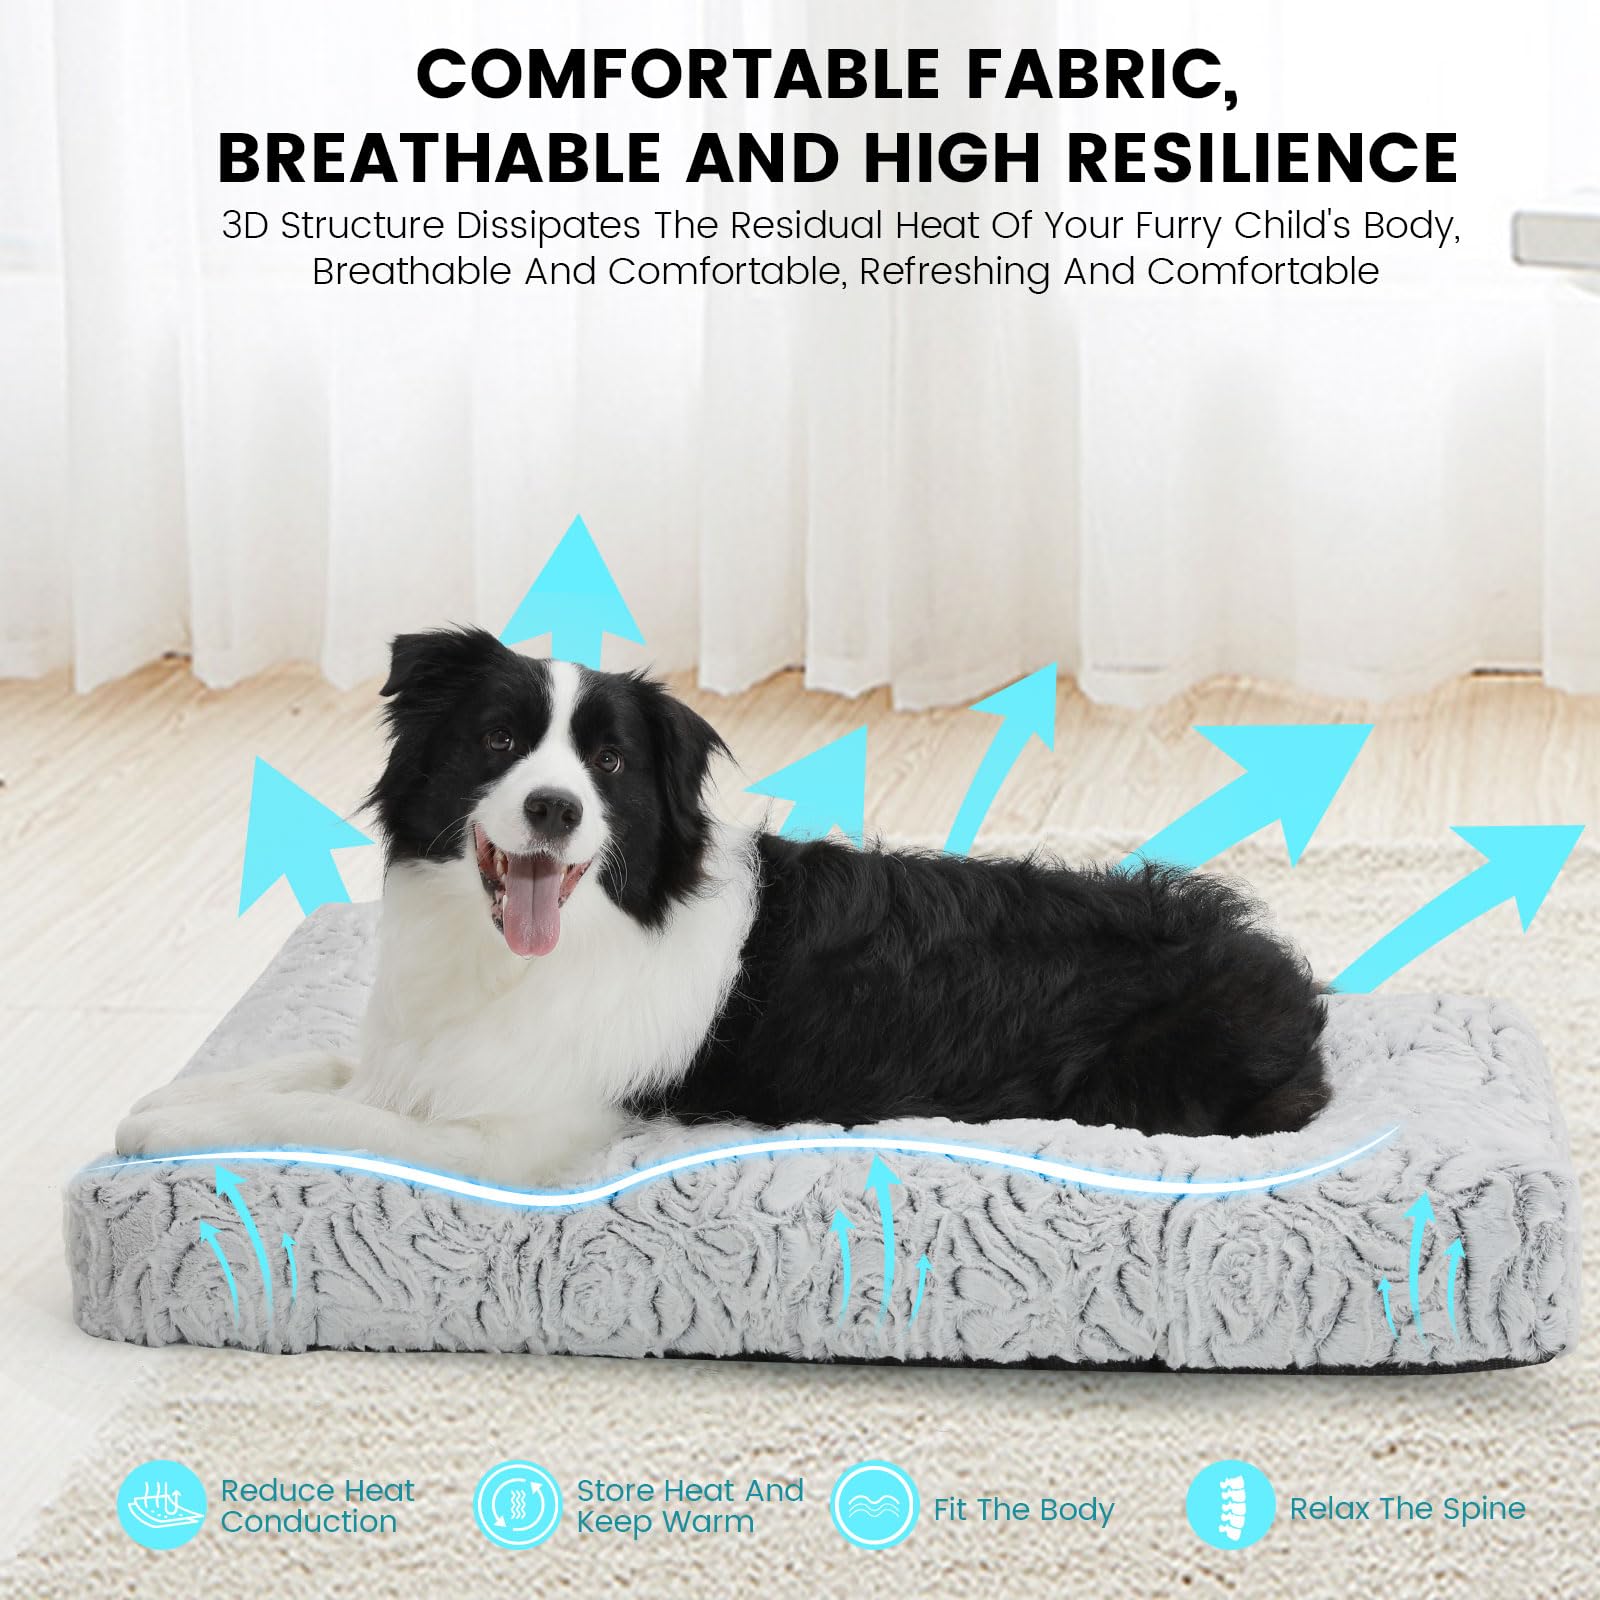 COMFORTABLE FABRIC,
BREATHABLE AND HIGH RESILIENCE
3D Structure Dissipates The Residual Heat Of Your Furry Child's Body,
Breathable And Comfortable, Refreshing And Comfortable
Reduce Heat
Conduction
Store Heat And
Keep Warm
Fit The Body
Relax The Spine